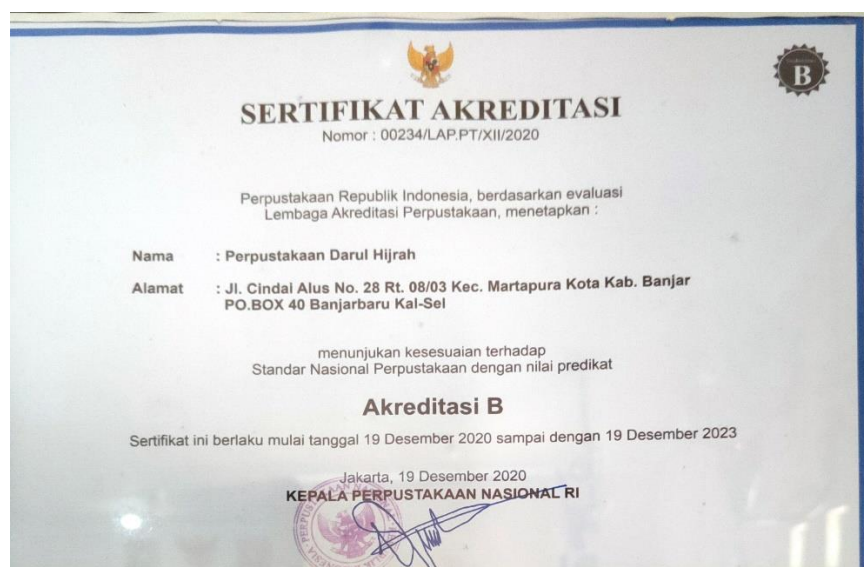 B
SERTIFIKAT AKREDITASI
Nomor : 00234/LAP.PT/XII/2020
Perpustakaan Republik Indonesia, berdasarkan evaluasi
Lembaga Akreditasi Perpustakaan, menetapkan :
Nama : Perpustakaan Darul Hijrah
Alamat : Jl. Cindai Alus No. 28 Rt. 08/03 Kec. Martapura Kota Kab. Banjar
PO.BOX 40 Banjarbaru Kal-Sel
menunjukan kesesuaian terhadap
Standar Nasional Perpustakaan dengan nilai predikat
Akreditasi B
Sertifikat ini berlaku mulai tanggal 19 Desember 2020 sampai dengan 19 Desember 2023
Jakarta, 19 Desember 2020
KEPALA PERPUSTAKAAN NASIONAL RI